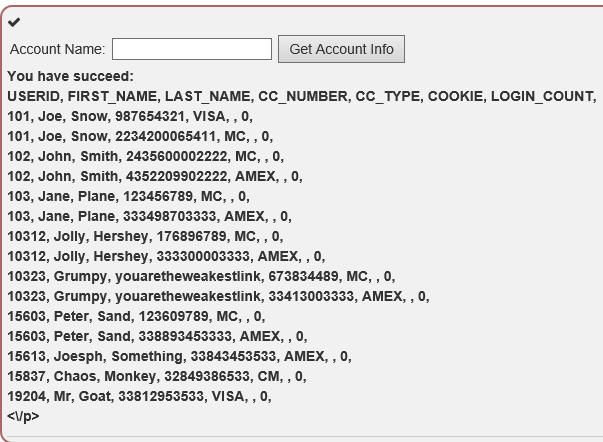 Account Name: Get Account Info
You have succeed:
USERID, FIRST_NAME, LAST_NAME, CC_NUMBER, CC_TYPE, COOKIE, LOGIN_COUNT,
101, Joe, Snow, 987654321, VISA, , 0,
101, Joe, Snow, 2234200065411, MC, , 0,
102, John, Smith, 2435600002222, MC, , 0,
102, John, Smith, 4352209902222, AMEX, , 0,
103, Jane, Plane, 123456789, MC, , 0,
103, Jane, Plane, 333498703333, AMEX, , 0,
10312, Jolly, Hershey, 176896789, MC, , 0,
10312, Jolly, Hershey, 333300003333, AMEX, , 0,
10323, Grumpy, youaretheweakestlink, 673834489, MC, , 0,
10323, Grumpy, youaretheweakestlink, 33413003333, AMEX, , 0,
15603, Peter, Sand, 123609789, MC, , 0,
15603, Peter, Sand, 338893453333, AMEX, , 0,
15613, Joesph, Something, 33843453533, AMEX, , 0,
15837, Chaos, Monkey, 32849386533, CM, , 0,
19204, Mr, Goat, 33812953533, VISA, , 0,
<\/p>